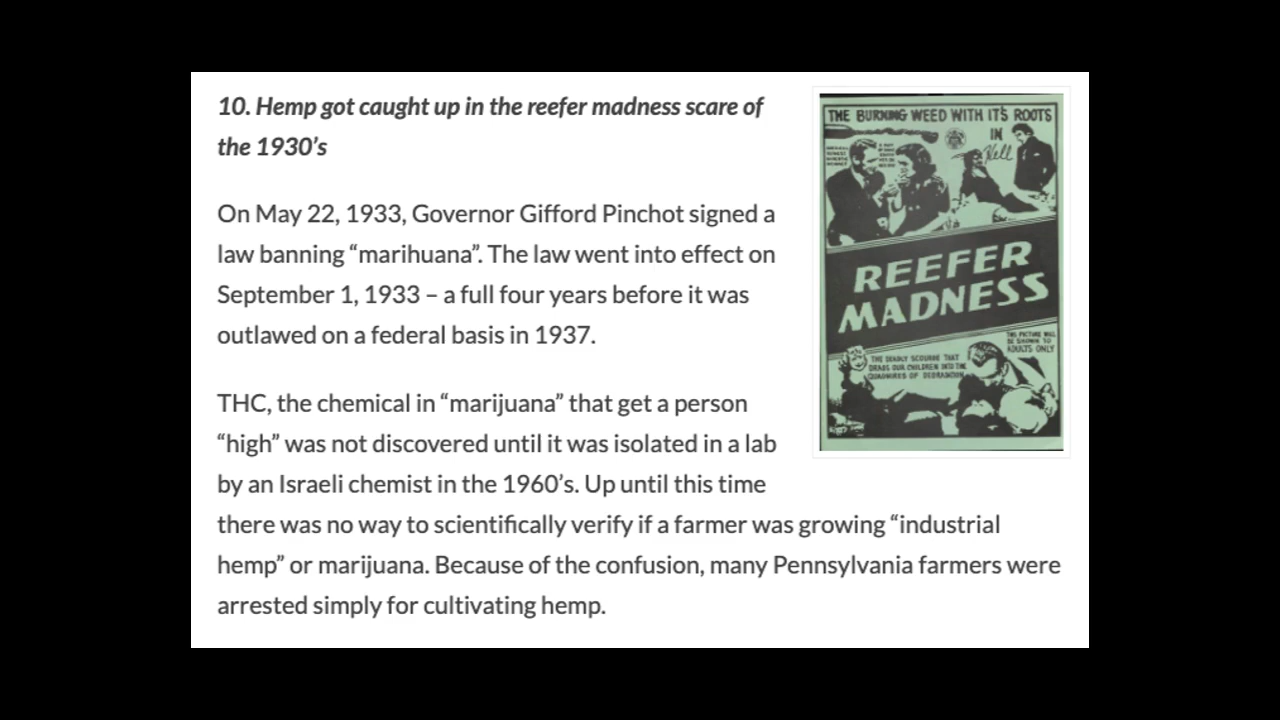 10. Hemp got caught up in the reefer madness scare of
the 1930’s
On May 22, 1933, Governor Gifford Pinchot signed a
law banning “marihuana”. The law went into effect on
September 1, 1933 – a full four years before it was
outlawed on a federal basis in 1937.
THC, the chemical in “marijuana” that get a person
“high” was not discovered until it was isolated in a lab
by an Israeli chemist in the 1960’s. Up until this time
there was no way to scientifically verify if a farmer was growing “industrial
hemp” or marijuana. Because of the confusion, many Pennsylvania farmers were
arrested simply for cultivating hemp.
THE BURNING WEED WITH IT'S ROOTS
IN
Hell
REEFER
MADNESS
THIS PICTURE WILL
BE SHOWN TO
ADULTS ONLY
THE DEADLY SCOURGE THAT
DRAGS OUR CHILDREN INTO THE
QUAGMIRES OF DEGRADATION